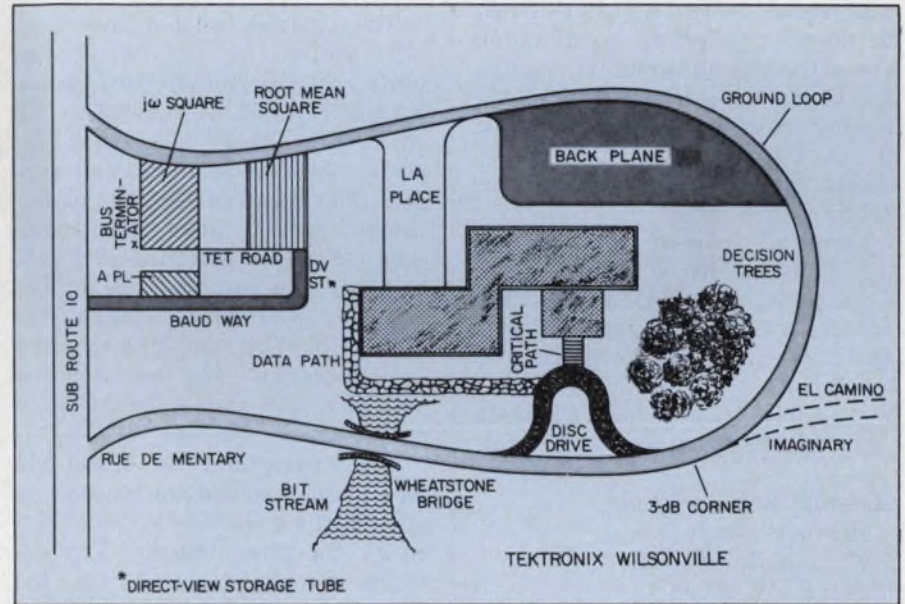 jω SQUARE
ROOT MEAN
SQUARE
GROUND LOOP
BACK PLANE
LA
PLACE
BUS
TERMIN-
ATOR
x
TET ROAD
A PL
DV
ST*
BAUD WAY
DECISION
TREES
SUB ROUTE 10
DATA PATH
CRITICAL
PATH
EL CAMINO
IMAGINARY
DISC
DRIVE
RUE DE MENTARY
BIT
STREAM
WHEATSTONE
BRIDGE
3-dB CORNER
TEKTRONIX WILSONVILLE
*DIRECT-VIEW STORAGE TUBE